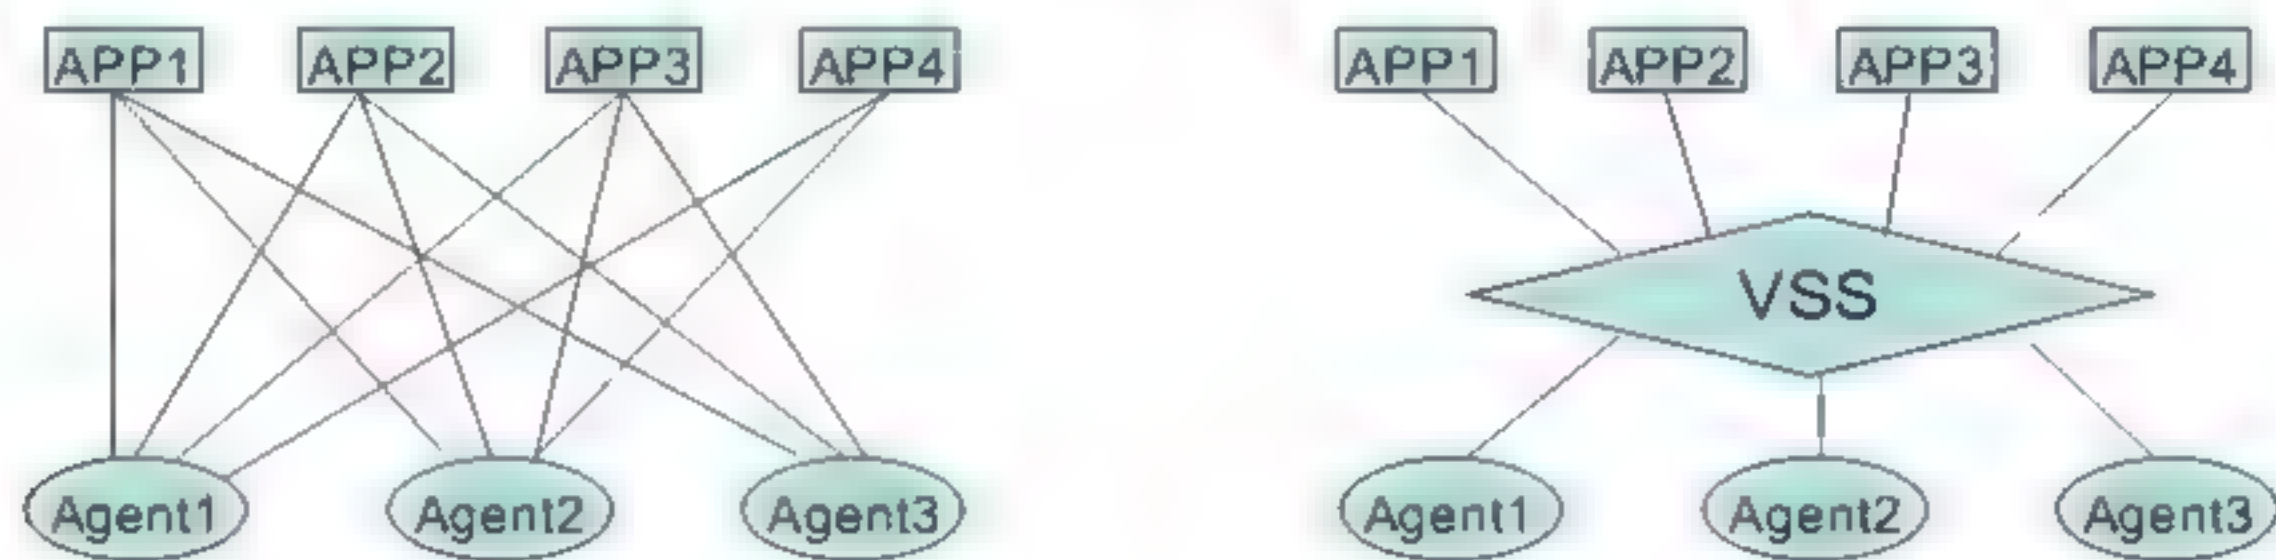 APP1 APP2 APP3 APP4 APP1 APP2 APP3 APP4
VSS
Agent1 Agent2 Agent3 Agent1 Agent2 Agent3